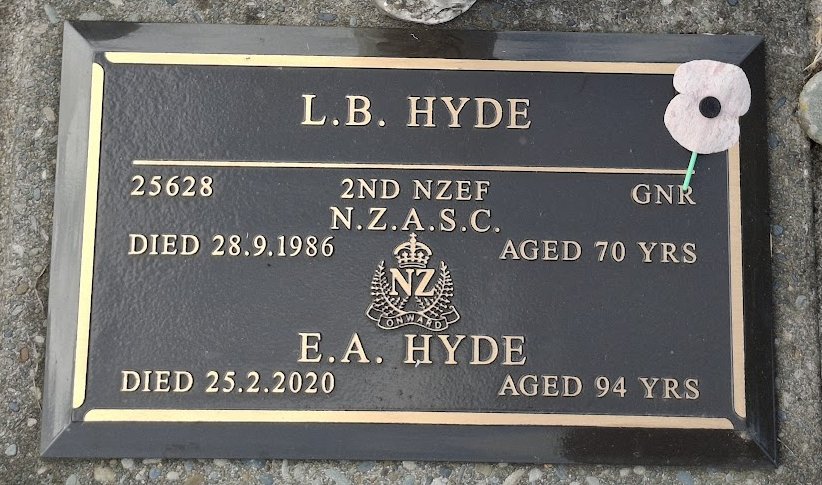 L.B. HYDE
25628 2ND NZEF GNR
N.Z.A.S.C.
DIED 28.9.1986 AGED 70 YRS
NZ
ONWARD
E.A. HYDE
DIED 25.2.2020 AGED 94 YRS